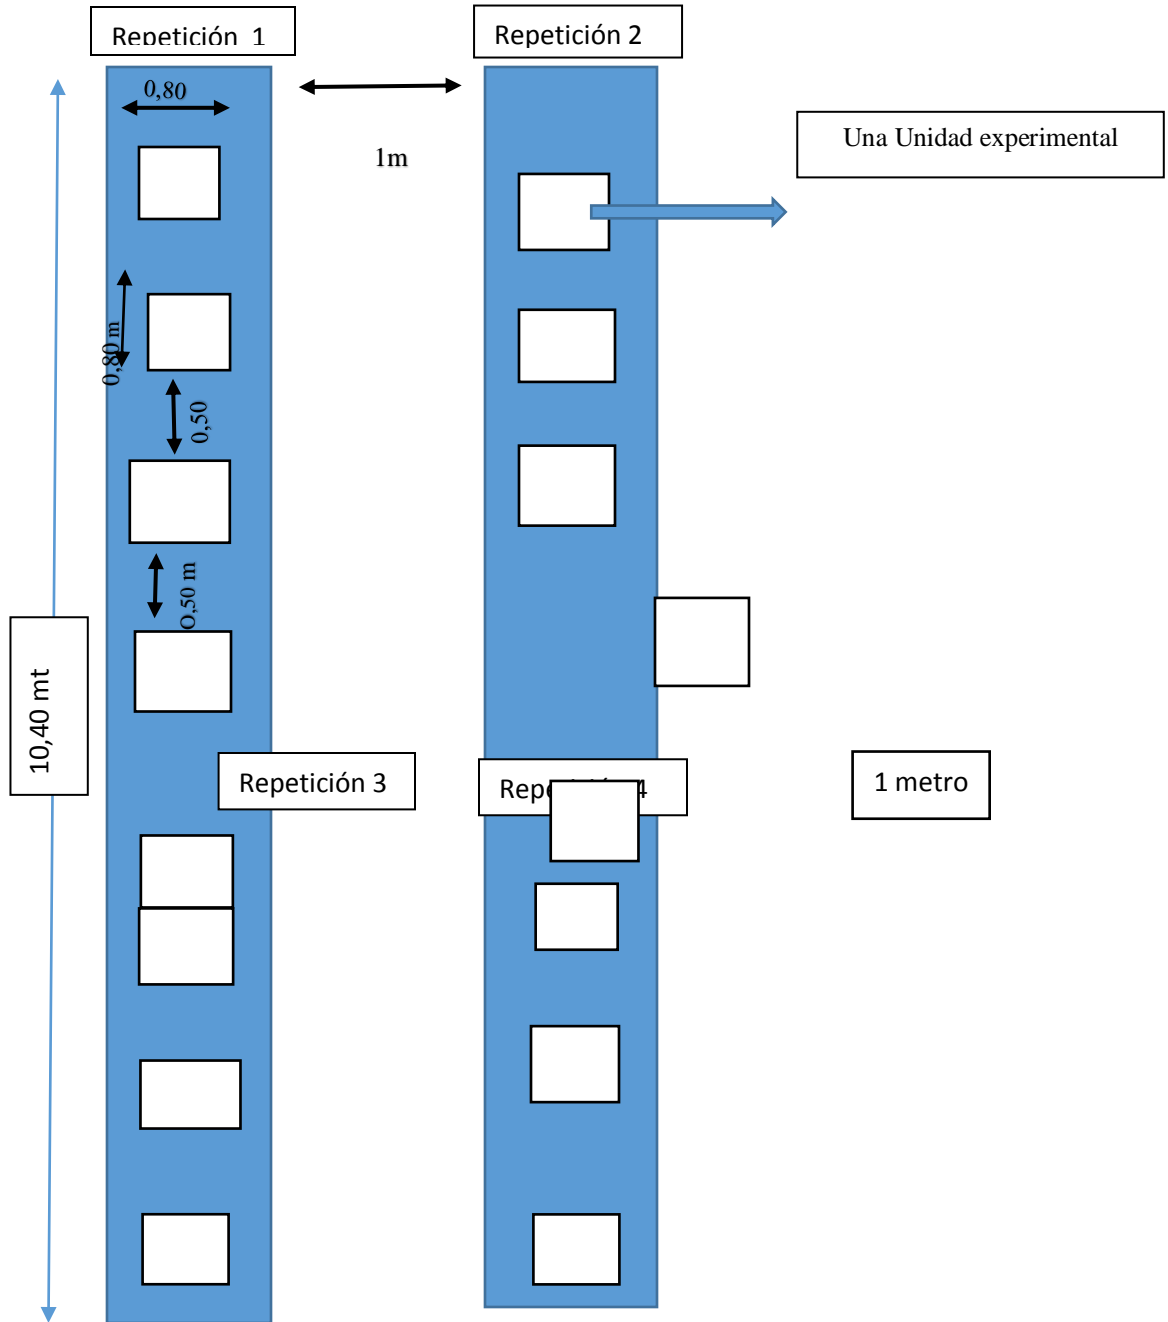 Repetición 1
Repetición 2
0,80
1m
Una Unidad experimental
0,80 m
0,50
O,50 m
10,40 mt
Repetición 3
4
1 metro